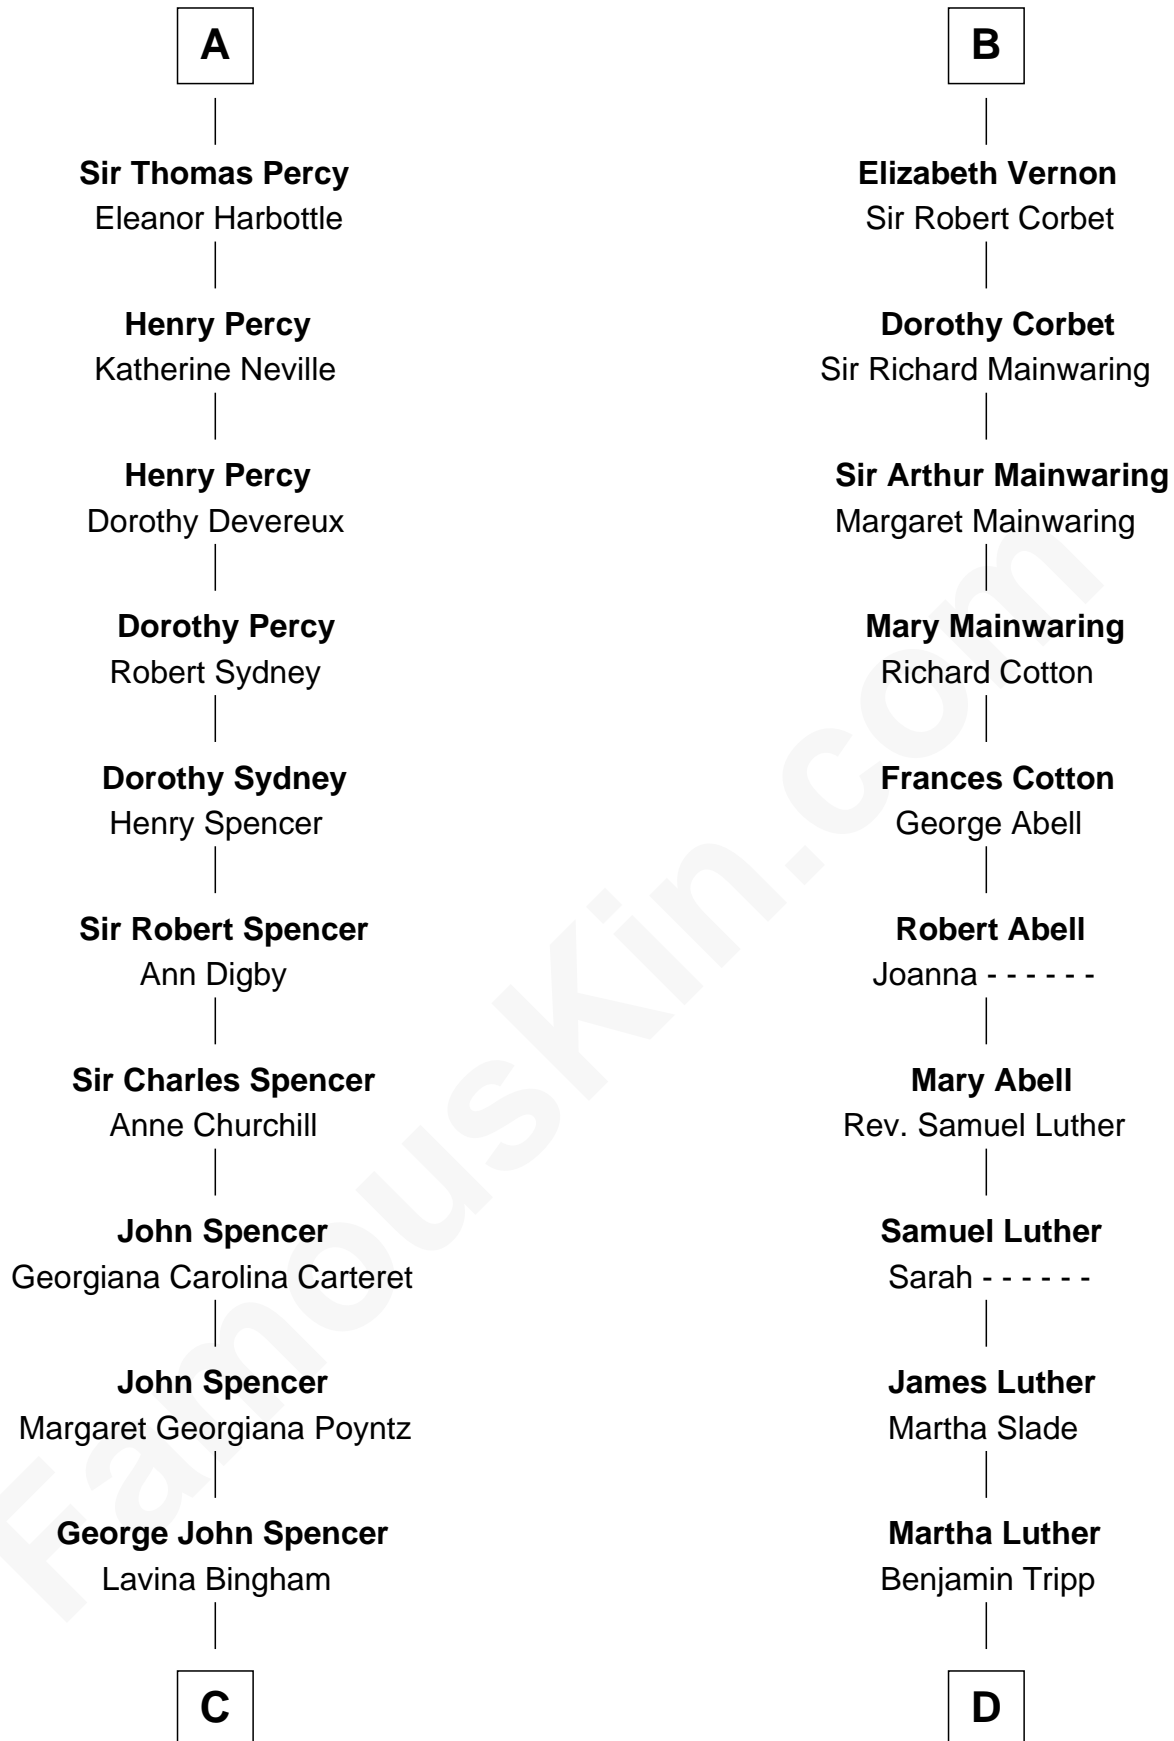 A
Sir Thomas Percy
Eleanor Harbottle
Henry Percy
Katherine Neville
Henry Percy
Dorothy Devereux
Dorothy Percy
Robert Sydney
Dorothy Sydney
Henry Spencer
Sir Robert Spencer
Ann Digby
Sir Charles Spencer
Anne Churchill
John Spencer
Georgiana Carolina Carteret
John Spencer
Margaret Georgiana Poyntz
George John Spencer
Lavina Bingham
C
B
Elizabeth Vernon
Sir Robert Corbet
Dorothy Corbet
Sir Richard Mainwaring
Sir Arthur Mainwaring
Margaret Mainwaring
Mary Mainwaring
Richard Cotton
Frances Cotton
George Abell
Robert Abell
Joanna - - - - - -
Mary Abell
Rev. Samuel Luther
Samuel Luther
Sarah - - - - - -
James Luther
Martha Slade
Martha Luther
Benjamin Tripp
D
FamousKin.com